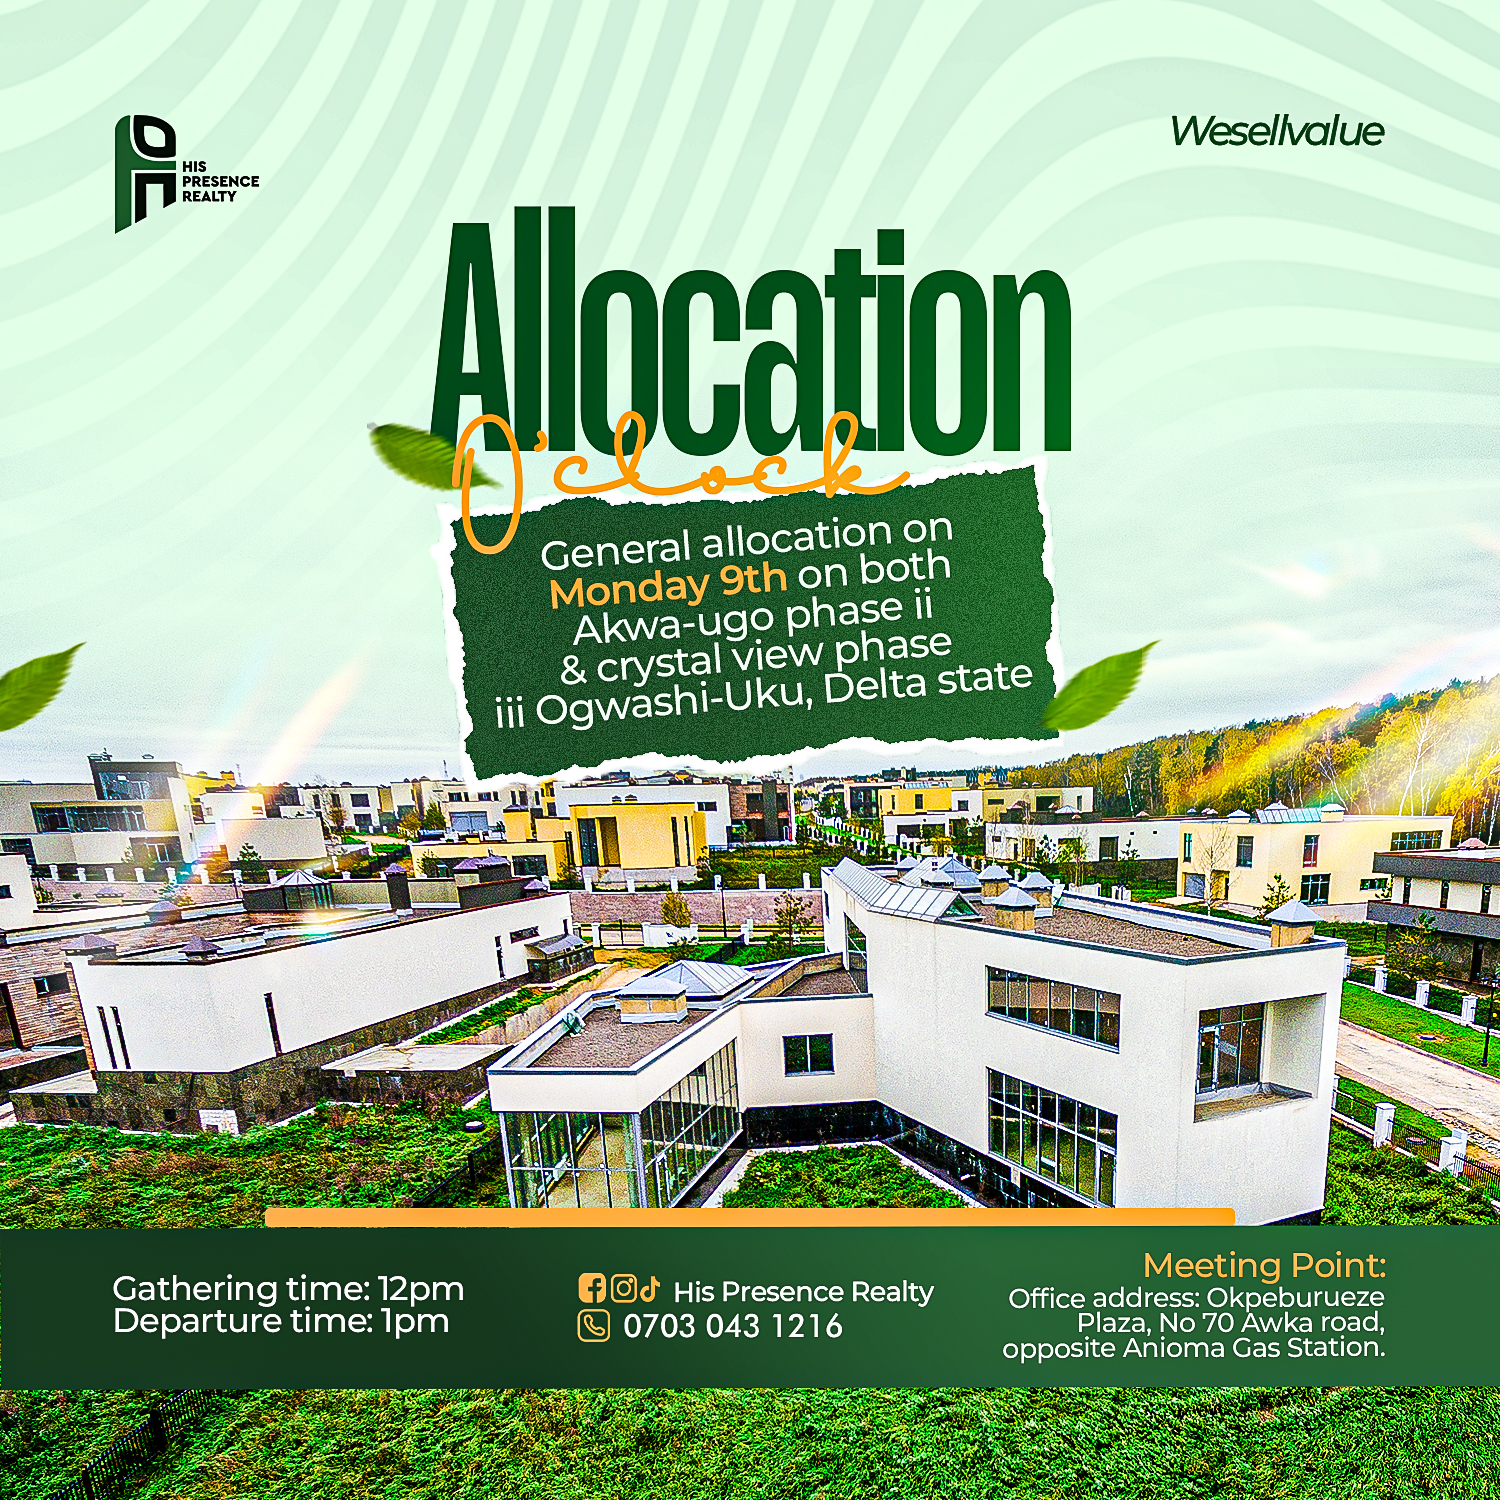 HIS
PRESENCE
REALTY
Wesellvalue
Allocation
O'clock
General allocation on
Monday 9th on both
Akwa-ugo phase ii
& crystal view phase
iii Ogwashi-Uku, Delta state
Gathering time: 12pm
Departure time: 1pm
His Presence Realty
0703 043 1216
Meeting Point:
Office address: Okpeburueze
Plaza, No 70 Awka road,
opposite Anioma Gas Station.